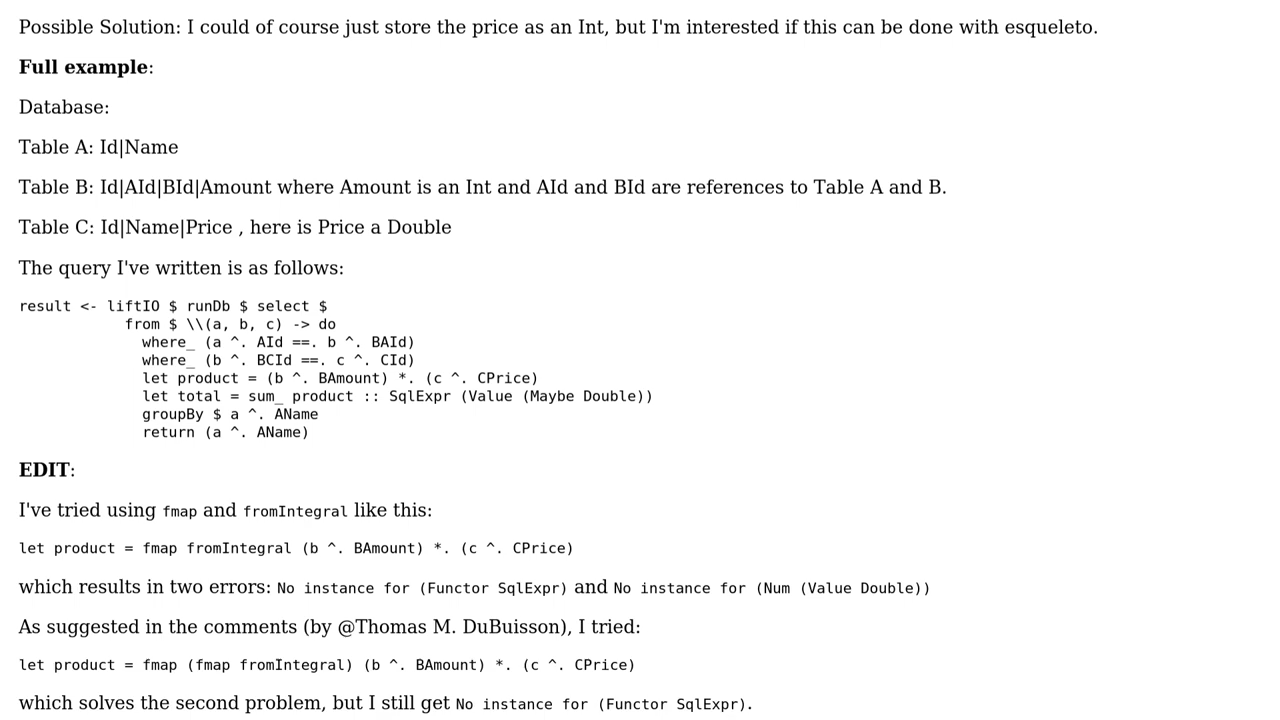 Possible Solution: I could of course just store the price as an Int, but I'm interested if this can be done with esqueleto.
Full example:
Database:
Table A: Id|Name
Table B: Id|AId|BId|Amount where Amount is an Int and AId and BId are references to Table A and B.
Table C: Id|Name|Price , here is Price a Double
The query I've written is as follows:
result <- liftIO $ runDb $ select $
            from $ \\(a, b, c) -> do
              where_ (a ^. AId ==. b ^. BAId)
              where_ (b ^. BCId ==. c ^. CId)
              let product = (b ^. BAmount) *. (c ^. CPrice)
              let total = sum_ product :: SqlExpr (Value (Maybe Double))
              groupBy $ a ^. AName
              return (a ^. AName)
EDIT:
I've tried using fmap and fromIntegral like this:
let product = fmap fromIntegral (b ^. BAmount) *. (c ^. CPrice)
which results in two errors: No instance for (Functor SqlExpr) and No instance for (Num (Value Double))
As suggested in the comments (by @Thomas M. DuBuisson), I tried:
let product = fmap (fmap fromIntegral) (b ^. BAmount) *. (c ^. CPrice)
which solves the second problem, but I still get No instance for (Functor SqlExpr).